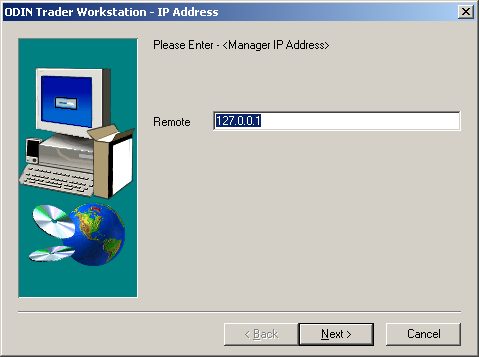 ODIN Trader Workstation - IP Address
Please Enter - <Manager IP Address>
Remote 127.0.0.1
< Back Next > Cancel